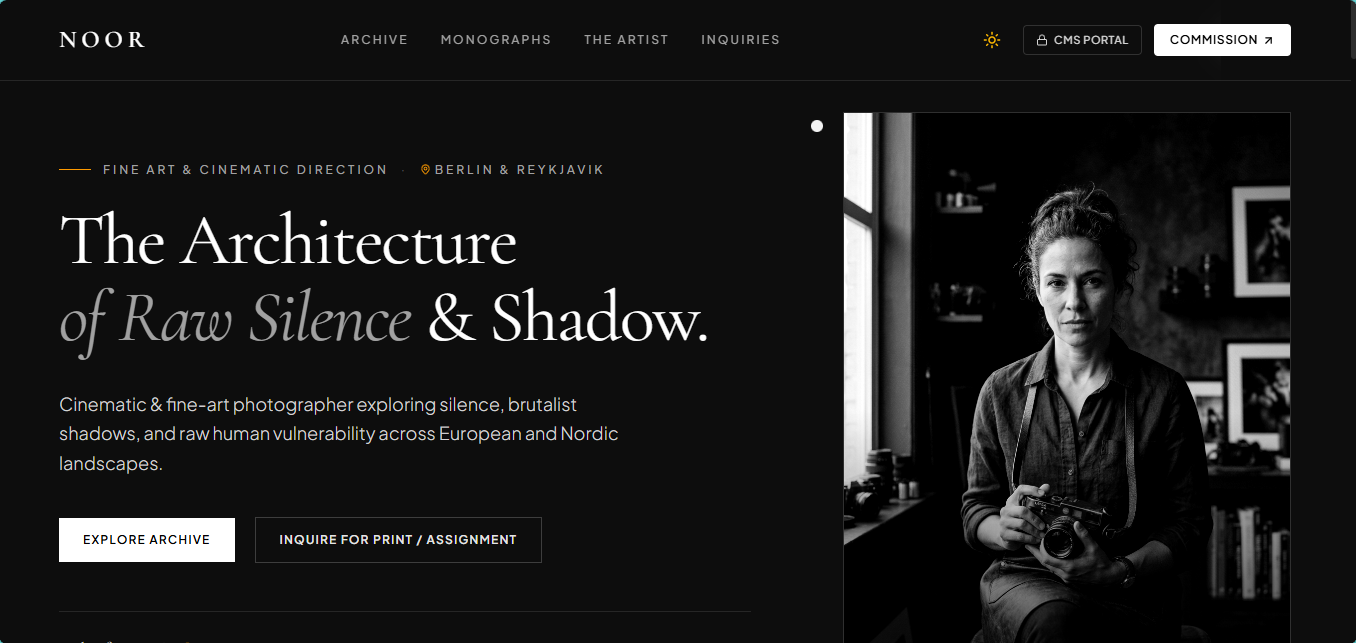 NOOR
ARCHIVE
MONOGRAPHS
THE ARTIST
INQUIRIES
CMS PORTAL
COMMISSION
FINE ART & CINEMATIC DIRECTION · BERLIN & REYKJAVIK
The Architecture
of Raw Silence & Shadow.
Cinematic & fine-art photographer exploring silence, brutalist
shadows, and raw human vulnerability across European and Nordic
landscapes.
EXPLORE ARCHIVE
INQUIRE FOR PRINT / ASSIGNMENT